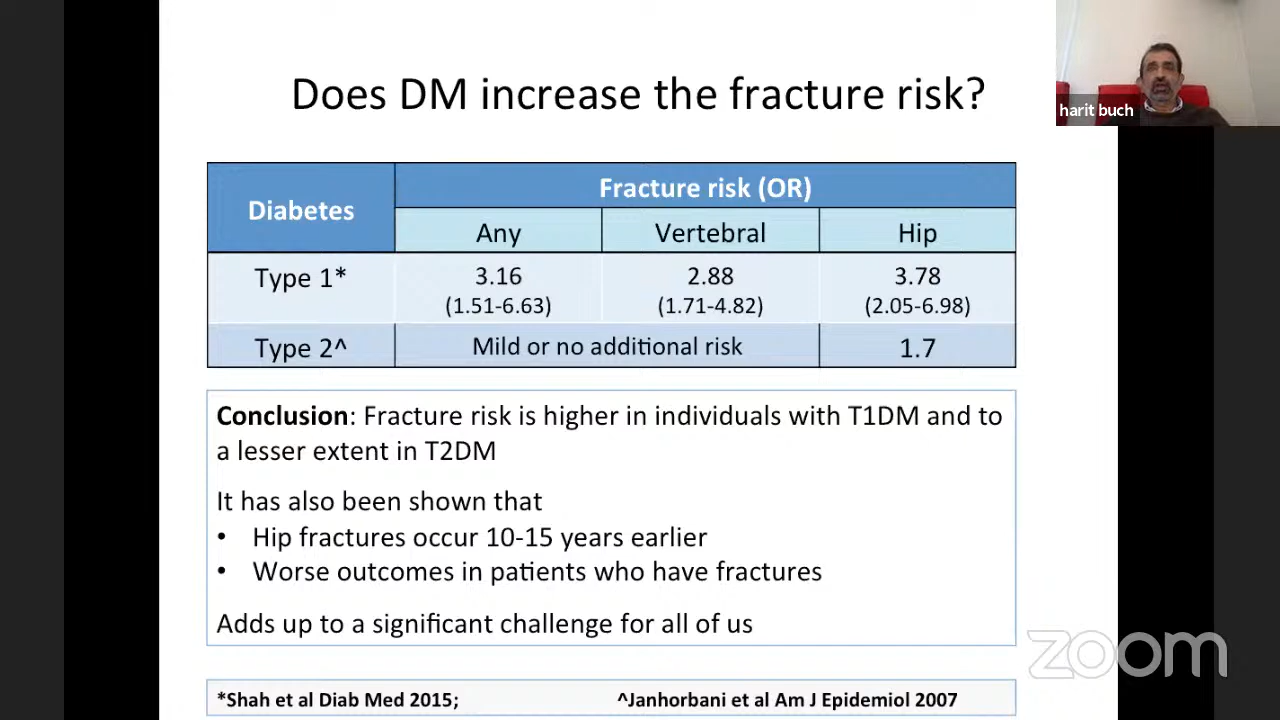 Does DM increase the fracture risk?
harit buch
Diabetes
Fracture risk (OR)
Any
Vertebral
Hip
Type 1*
3.16
2.88
3.78
(1.51-6.63)
(1.71-4.82)
(2.05-6.98)
Type 2^
Mild or no additional risk
1.7
Conclusion: Fracture risk is higher in individuals with T1DM and to
a lesser extent in T2DM
It has also been shown that
• Hip fractures occur 10-15 years earlier
• Worse outcomes in patients who have fractures
Adds up to a significant challenge for all of us
zoom
*Shah et al Diab Med 2015;
^Janhorbani et al Am J Epidemiol 2007